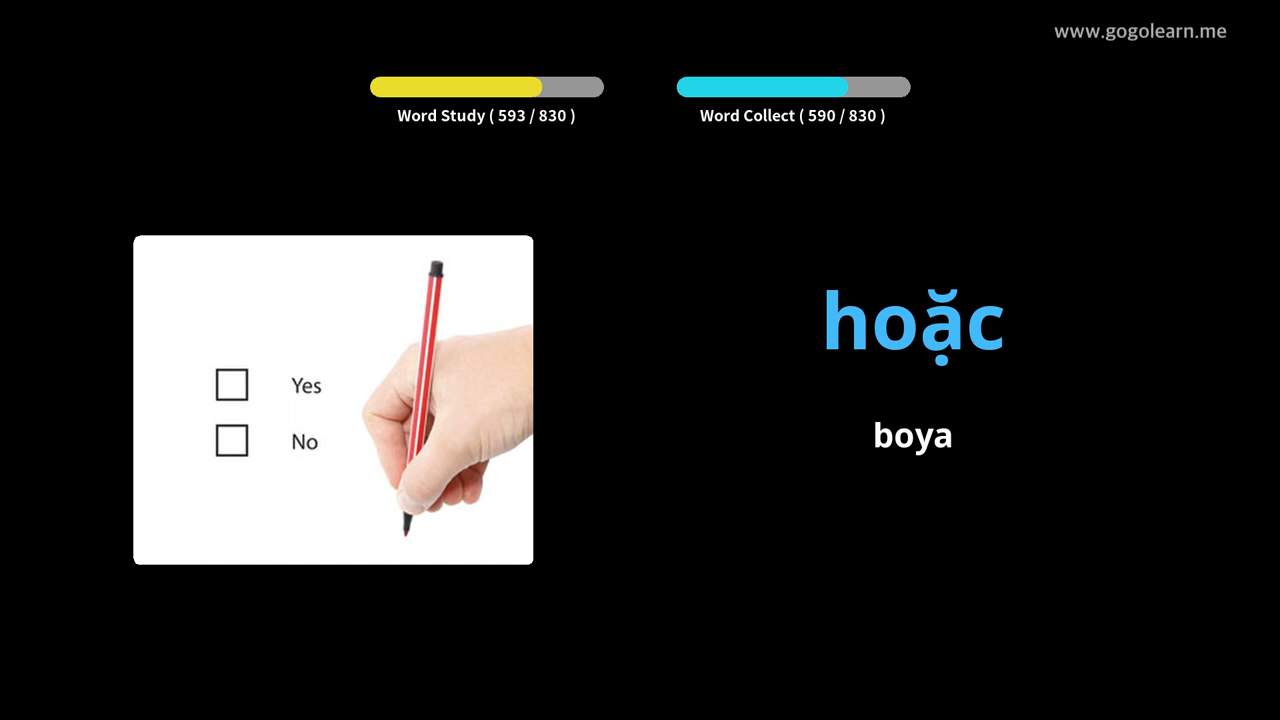 www.gogolearn.me
Word Study ( 593 / 830 )
Word Collect ( 590 / 830 )
Yes
No
hoặc
boya